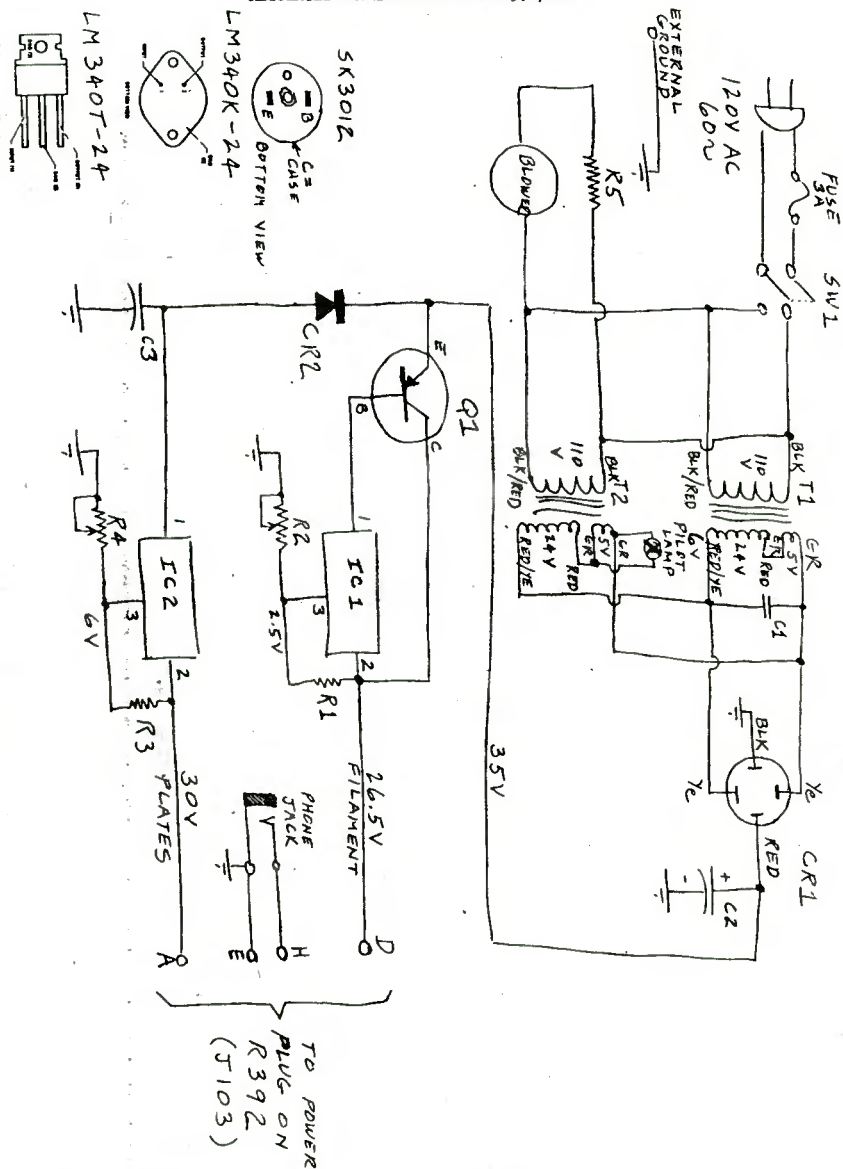 EXTERNAL
GROUND
120V AC
60~
FUSE
3A
SW1
BLOWER
R5
BLK
T1
110
V
BLK/RED
5V
GR
ER
RED
24V
RED/YE
C1
BLK
T2
110
V
BLK/RED
5V
GR
GR
RED
24V
RED/YE
PILOT
LAMP
6V
CR1
BLK
Ye
Ye
RED
+
-
C2
35V
SK3012
B
E
C=
CASE
BOTTOM VIEW
LM340K-24
LM340T-24
CR2
Q1
E
B
C
C3
R2
IC1
1
3
2
2.5V
R1
26.5V
FILAMENT
D
PHONE
JACK
H
E
R4
IC2
1
3
2
6V
R3
30V
PLATES
A
TO POWER
PLUG ON
R392
(J103)